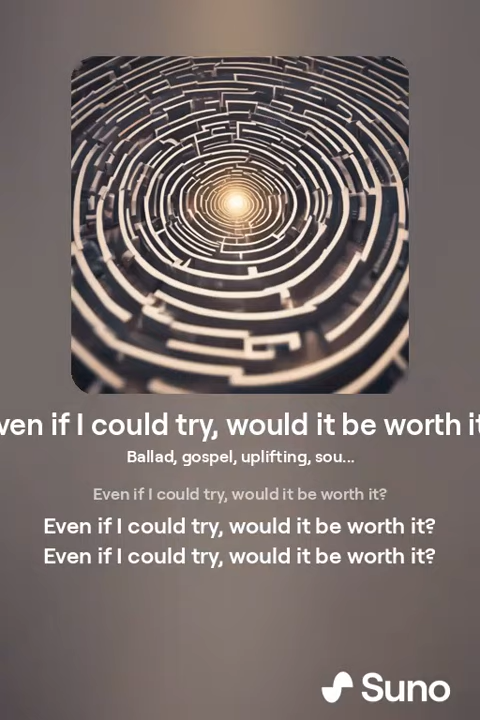 ven if I could try, would it be worth it
Ballad, gospel, uplifting, sou...
Even if I could try, would it be worth it?
Even if I could try, would it be worth it?
Even if I could try, would it be worth it?
Suno